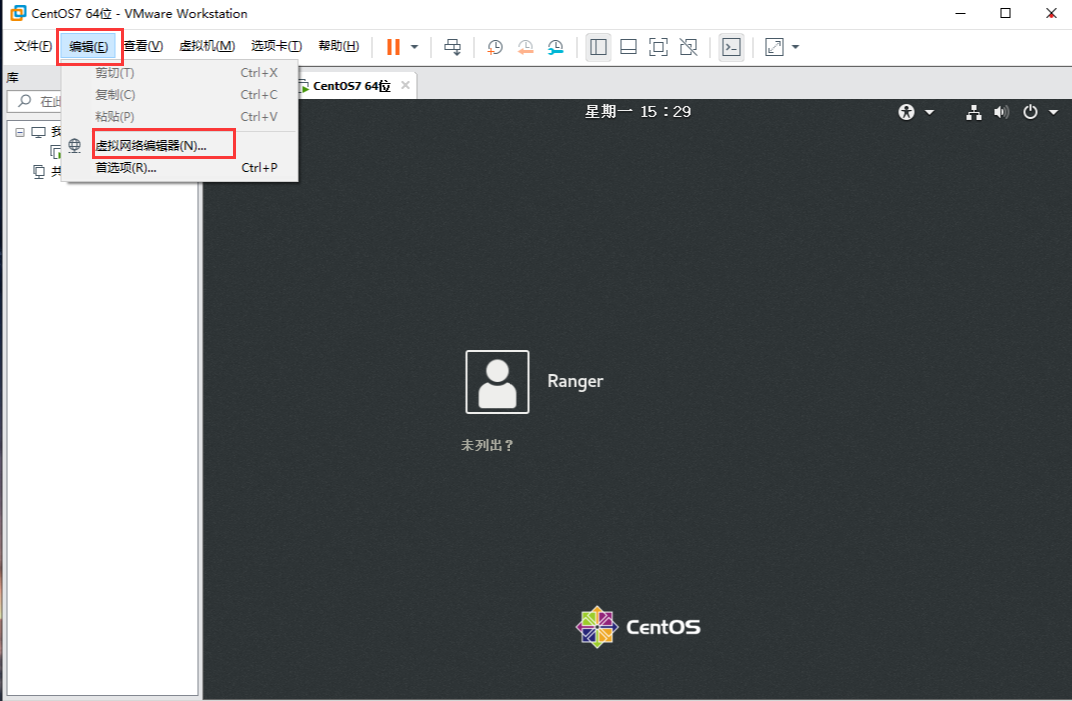 CentOS7 64位 - VMware Workstation
文件(F) 编辑(E) 查看(V) 虚拟机(M) 选项卡(T) 帮助(H)
库
剪切(T) Ctrl+X
CentOS7 64位
复制(C) Ctrl+C
在此
粘贴(P) Ctrl+V
星期一 15：29
我
虚拟网络编辑器(N)...
共
首选项(R)... Ctrl+P
Ranger
未列出？
CentOS